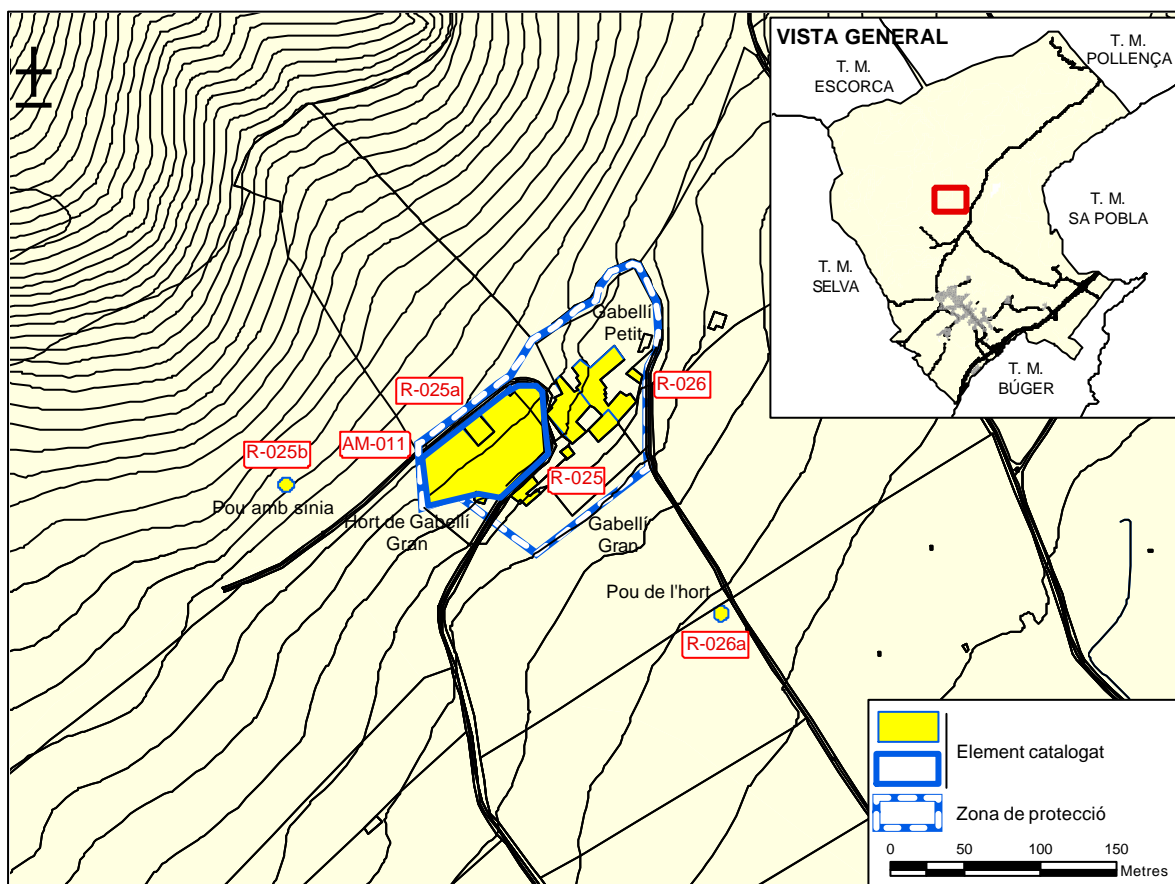 VISTA GENERAL
T. M.
POLLENÇA
T. M.
ESCORCA
T. M.
SA POBLA
T. M.
SELVA
T. M.
BÚGER
Gabellí
Petit
R-025a
R-026
AM-011
R-025b
R-025
Pou amb sínia
Hort de Gabellí
Gran
Gabellí
Gran
Pou de l'hort
R-026a
Element catalogat
Zona de protecció
0 50 100 150
Metres